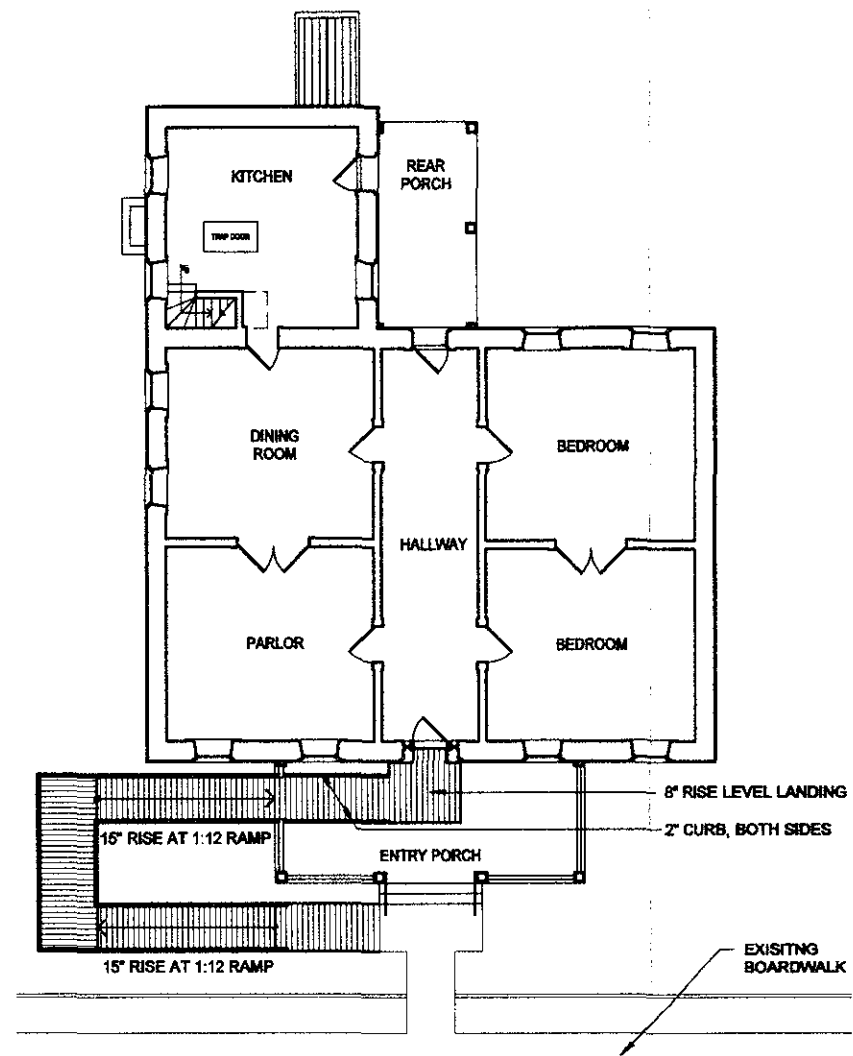 KITCHEN
REAR
PORCH
TRAP DOOR
DINING
ROOM
BEDROOM
HALLWAY
PARLOR
BEDROOM
8" RISE LEVEL LANDING
2" CURB, BOTH SIDES
15" RISE AT 1:12 RAMP
ENTRY PORCH
15" RISE AT 1:12 RAMP
EXISITNG
BOARDWALK